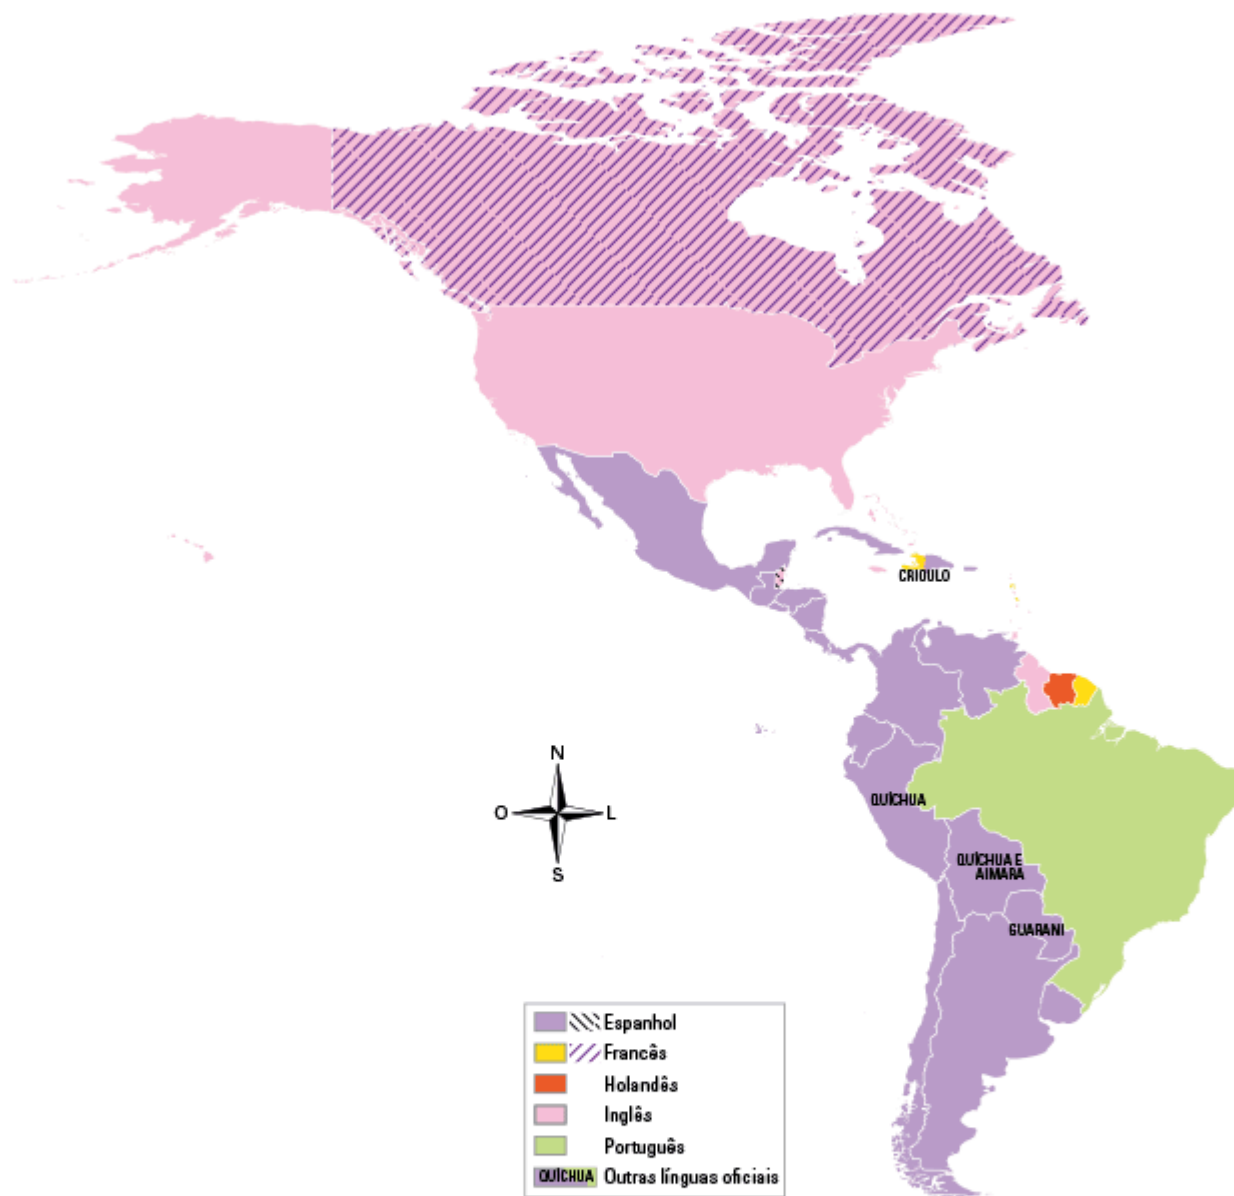 CRIOULO
N
O
L
S
QUÍCHUA
QUÍCHUA E
AIMARA
GUARANI
Espanhol
Francês
Holandês
Inglês
Português
QUÍCHUA Outras línguas oficiais